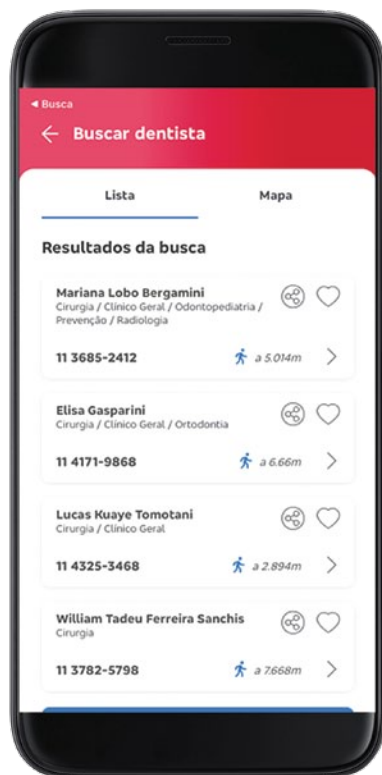 Busca
Buscar dentista
Lista Mapa
Resultados da busca
Mariana Lobo Bergamini
Cirurgia / Clínico Geral / Odontopediatria /
Prevenção / Radiologia
11 3685-2412 a 5.014m
Elisa Gasparini
Cirurgia / Clínico Geral / Ortodontia
11 4171-9868 a 6.66m
Lucas Kuaye Tomotani
Cirurgia / Clínico Geral
11 4325-3468 a 2.894m
William Tadeu Ferreira Sanchis
Cirurgia
11 3782-5798 a 7.668m